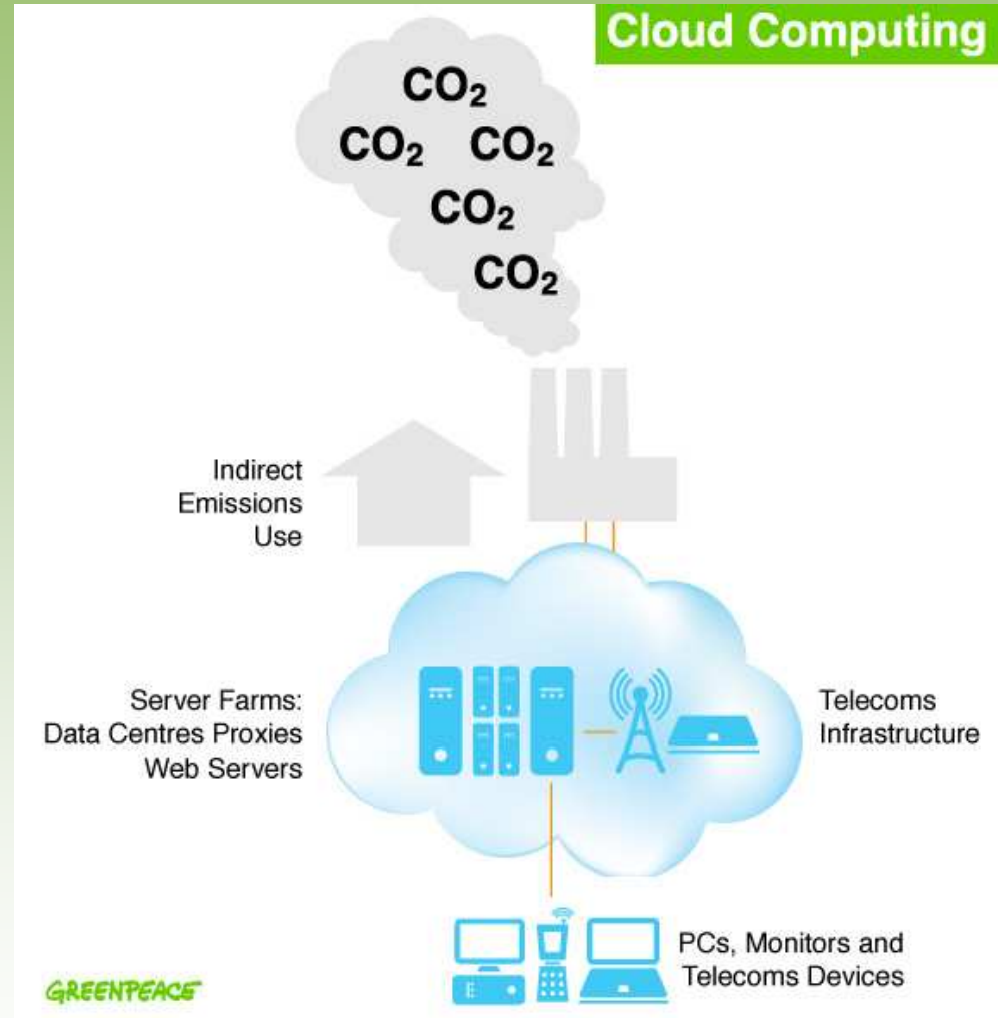 Cloud Computing
CO₂
CO₂ CO₂
CO₂
CO₂
Indirect
Emissions
Use
Server Farms:
Data Centres Proxies
Web Servers
Telecoms
Infrastructure
PCs, Monitors and
Telecoms Devices
GREENPEACE